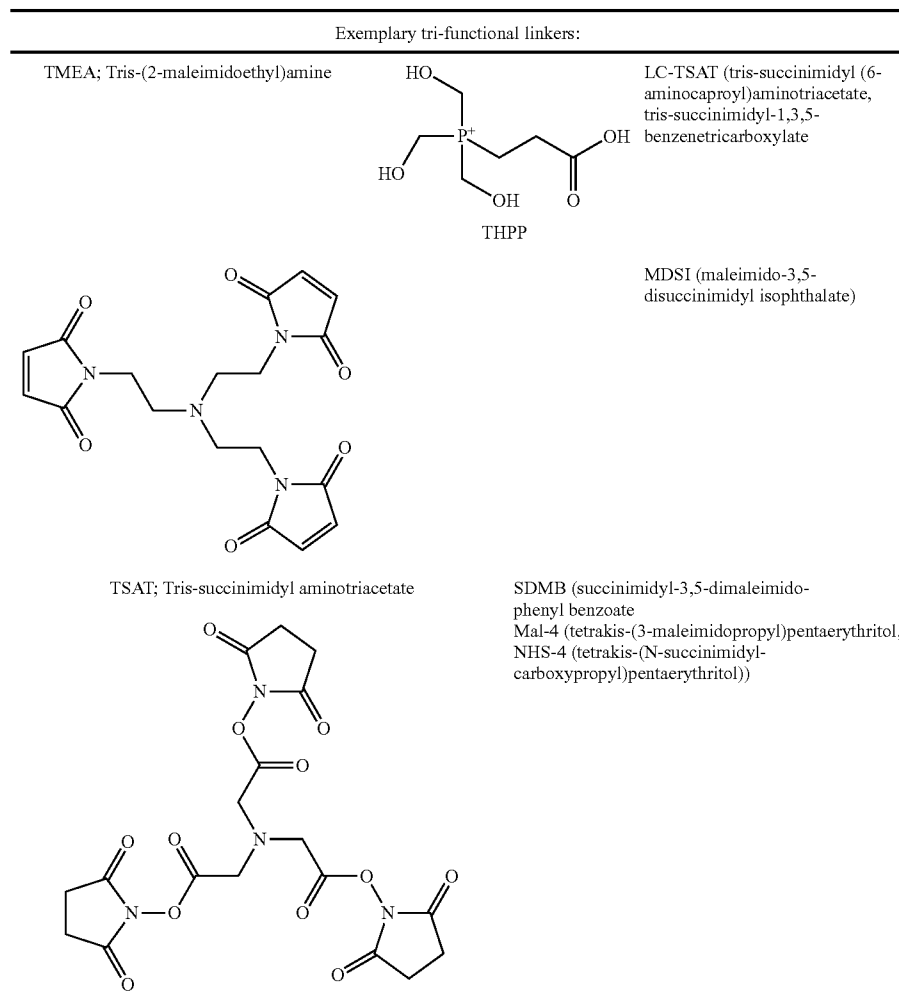 Exemplary tri-functional linkers:
TMEA; Tris-(2-maleimidoethyl)amine
HO
P+
OH
HO
OH
O
THPP
LC-TSAT (tris-succinimidyl (6-
aminocaproyl)aminotriacetate,
tris-succinimidyl-1,3,5-
benzenetricarboxylate
O
O
N
O
N
O
N
O
N
O
O
MDSI (maleimido-3,5-
disuccinimidyl isophthalate)
TSAT; Tris-succinimidyl aminotriacetate
O
N
O
O
O
N
O
O
O
N
O
O
O
O
N
O
O
O
SDMB (succinimidyl-3,5-dimaleimido-
phenyl benzoate
Mal-4 (tetrakis-(3-maleimidopropyl)pentaerythritol,
NHS-4 (tetrakis-(N-succinimidyl-
carboxypropyl)pentaerythritol))